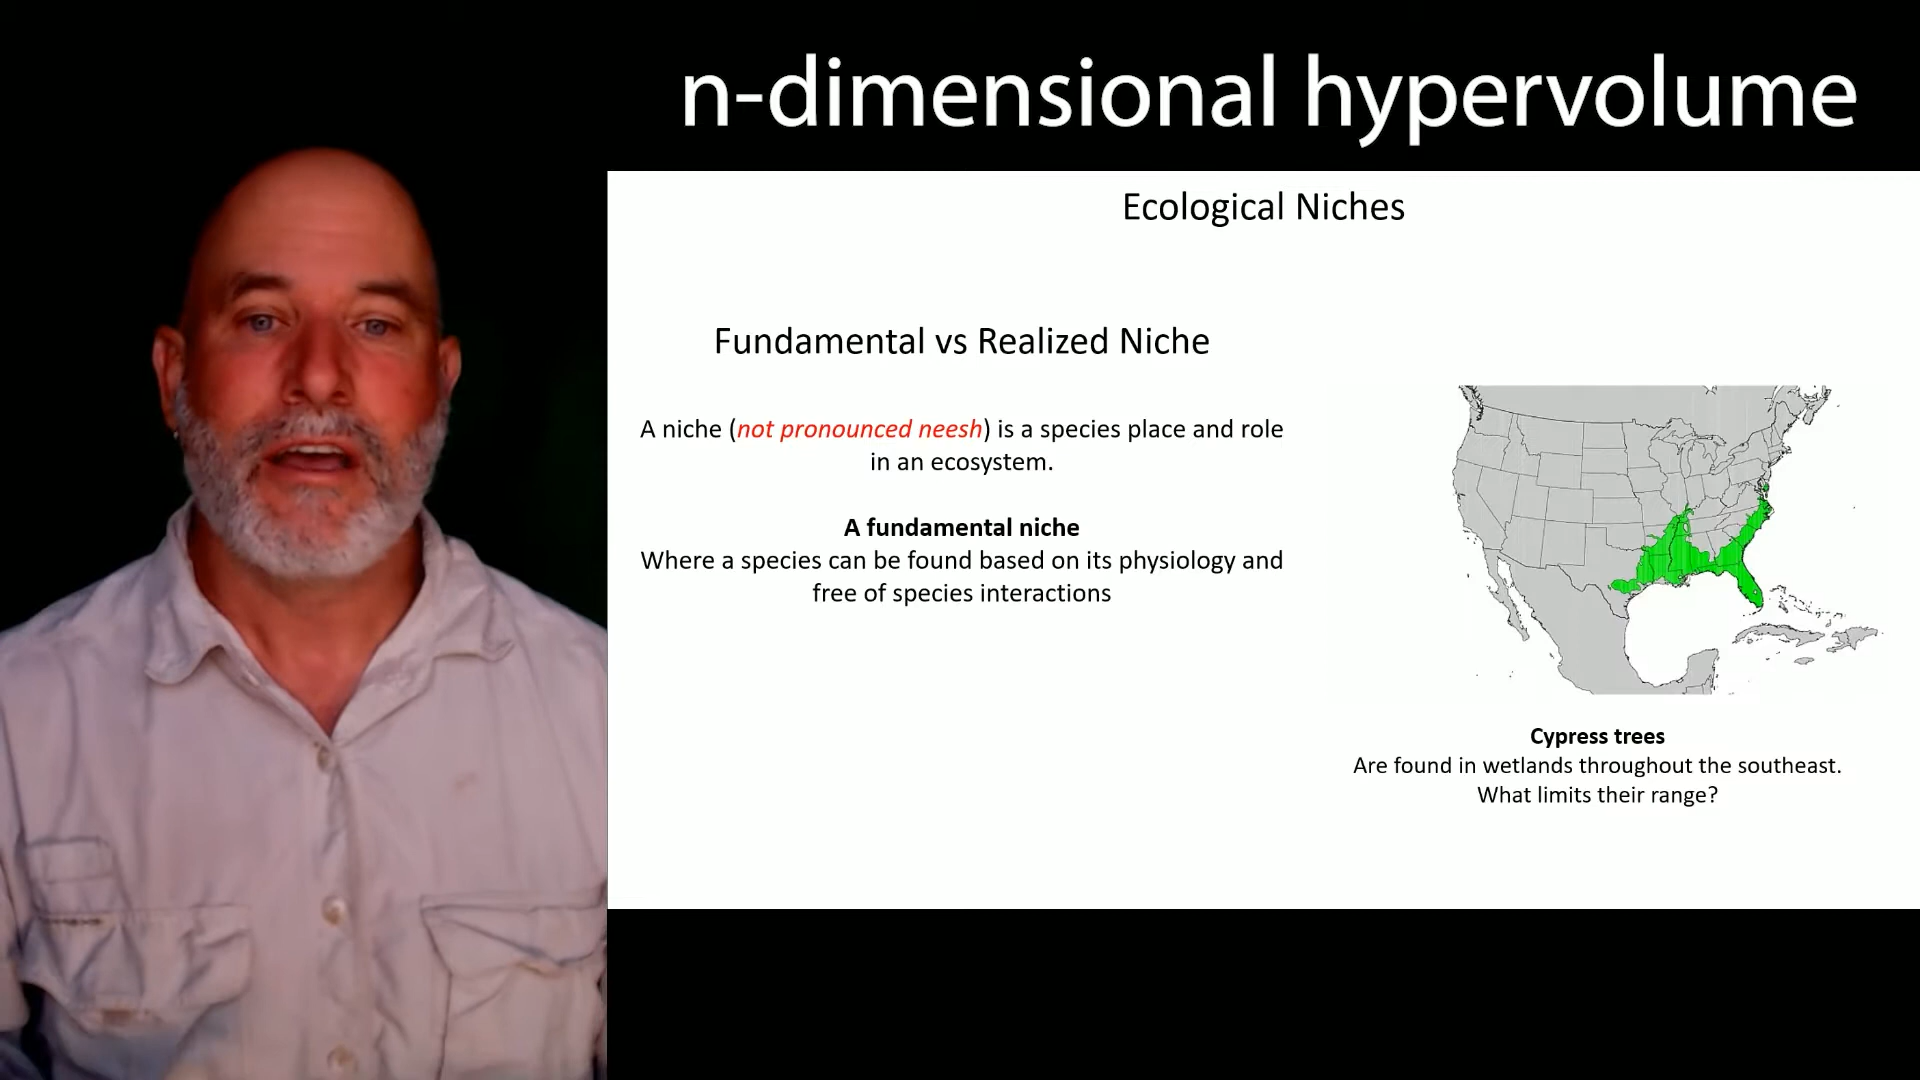 n-dimensional hypervolume
Ecological Niches
Fundamental vs Realized Niche
A niche (not pronounced neesh) is a species place and role
in an ecosystem.
A fundamental niche
Where a species can be found based on its physiology and
free of species interactions
Cypress trees
Are found in wetlands throughout the southeast.
What limits their range?